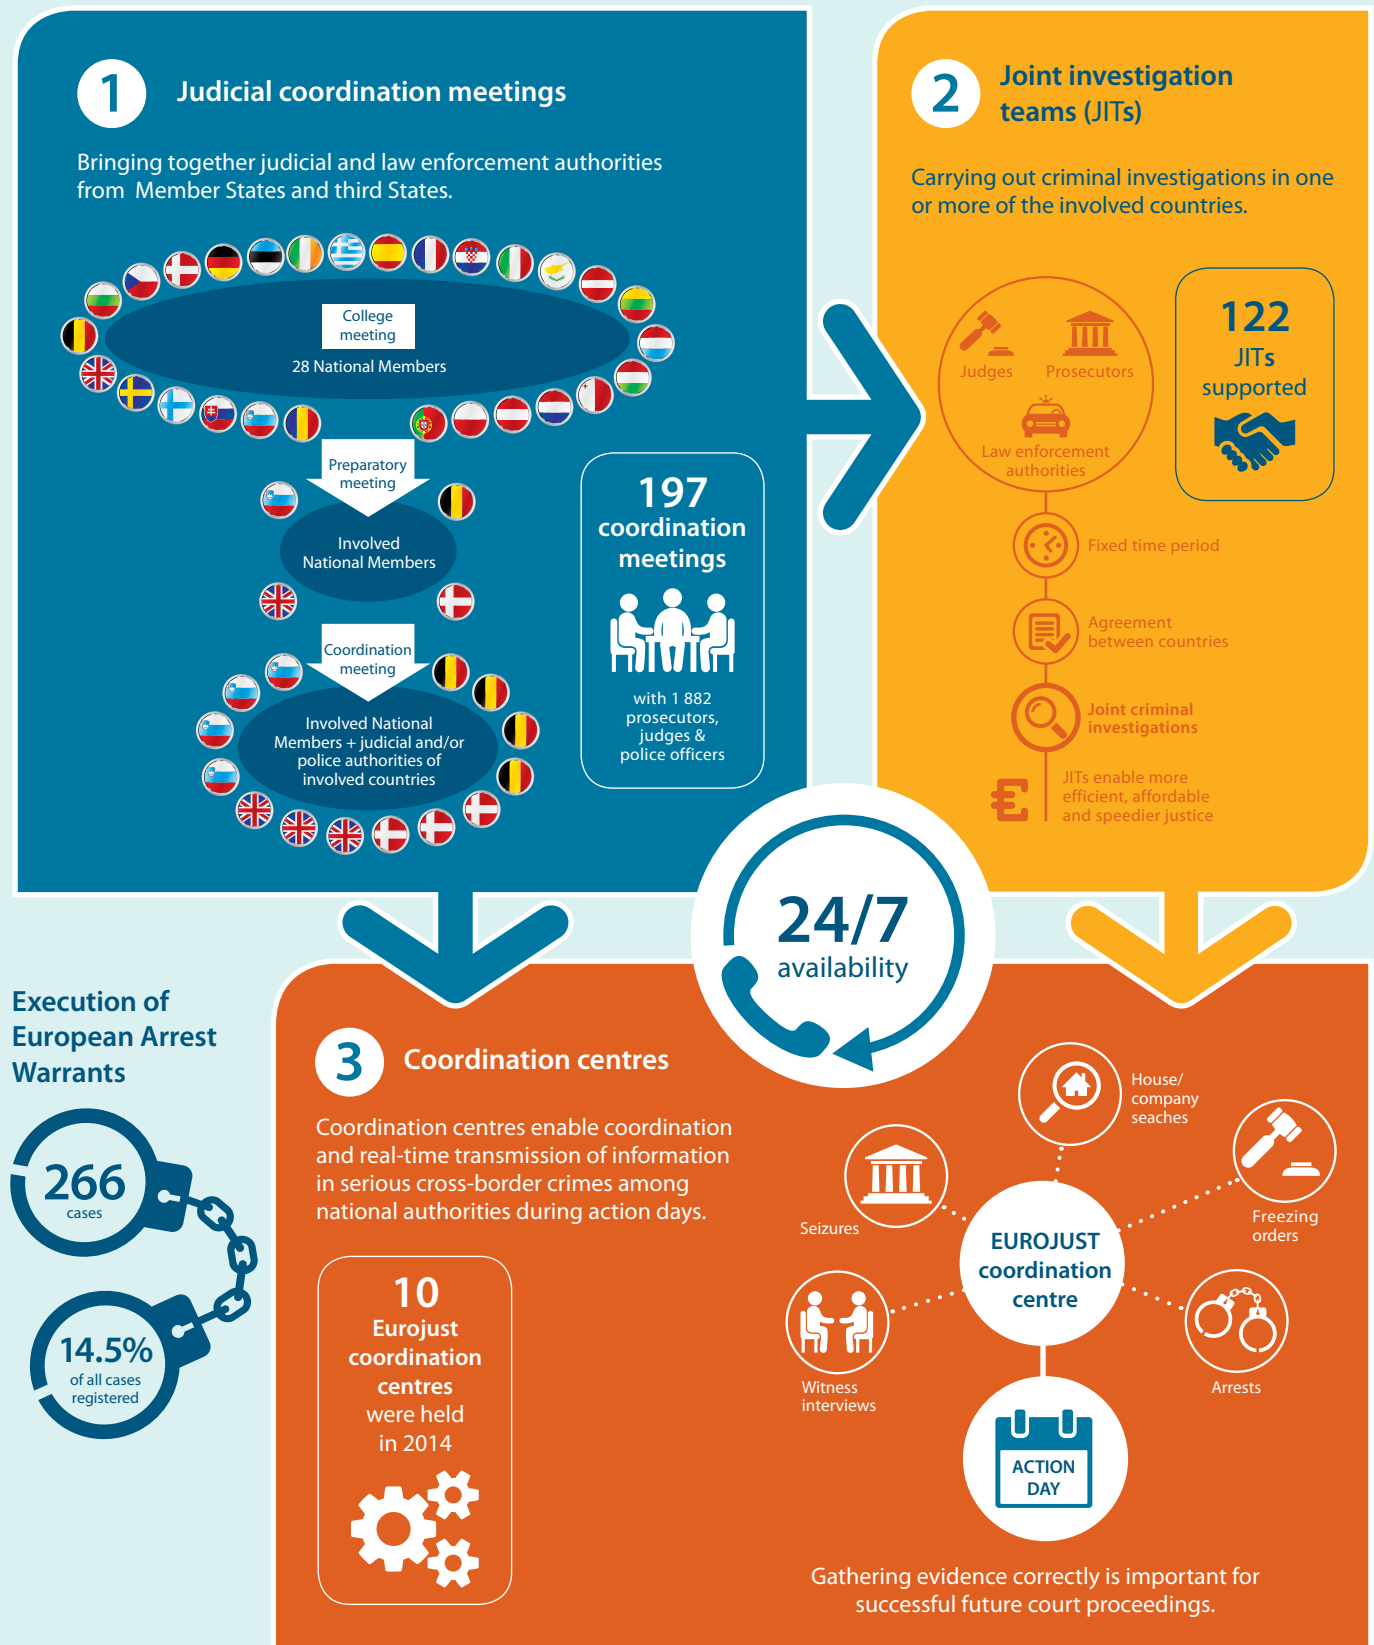 1
Judicial coordination meetings
Bringing together judicial and law enforcement authorities
from Member States and third States.
College
meeting
28 National Members
Preparatory
meeting
Involved
National Members
Coordination
meeting
Involved National
Members + judicial and/or
police authorities of
involved countries
197
coordination
meetings
with 1 882
prosecutors,
judges &
police officers
2
Joint investigation
teams (JITs)
Carrying out criminal investigations in one
or more of the involved countries.
Judges
Prosecutors
Law enforcement
authorities
122
JITs
supported
Fixed time period
Agreement
between countries
Joint criminal
investigations
JITs enable more
efficient, affordable
and speedier justice
24/7
availability
Execution of
European Arrest
Warrants
266
cases
14.5%
of all cases
registered
3
Coordination centres
Coordination centres enable coordination
and real-time transmission of information
in serious cross-border crimes among
national authorities during action days.
10
Eurojust
coordination
centres
were held
in 2014
House/
company
seaches
Seizures
Freezing
orders
EUROJUST
coordination
centre
Witness
interviews
Arrests
ACTION
DAY
Gathering evidence correctly is important for
successful future court proceedings.